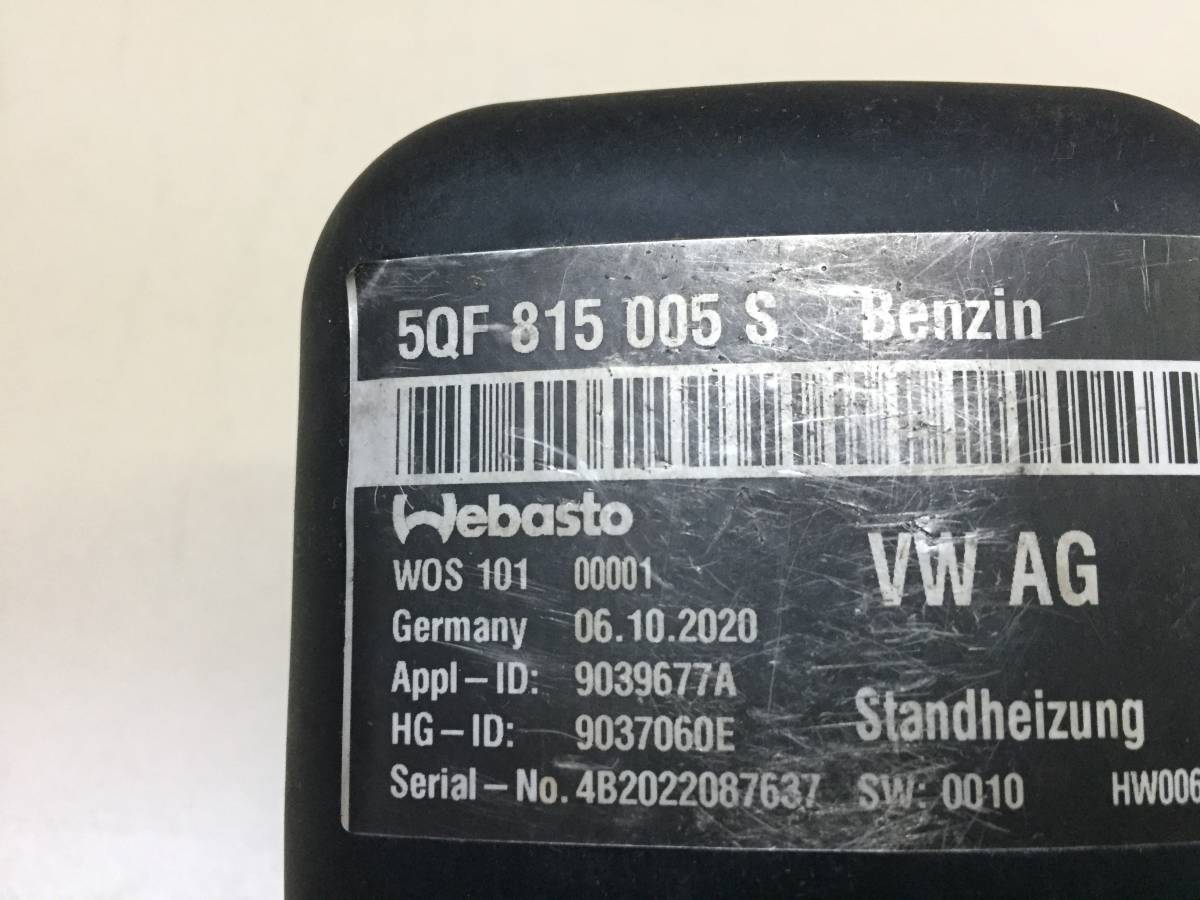 5QF 815 005 S Benzin
Webasto
VW AG
WOS 101 00001
Germany 06.10.2020
Appl-ID: 9039677A
HG-ID: 9037060E
Standheizung
Serial-No. 4B2022087637 SW: 0010 HW006